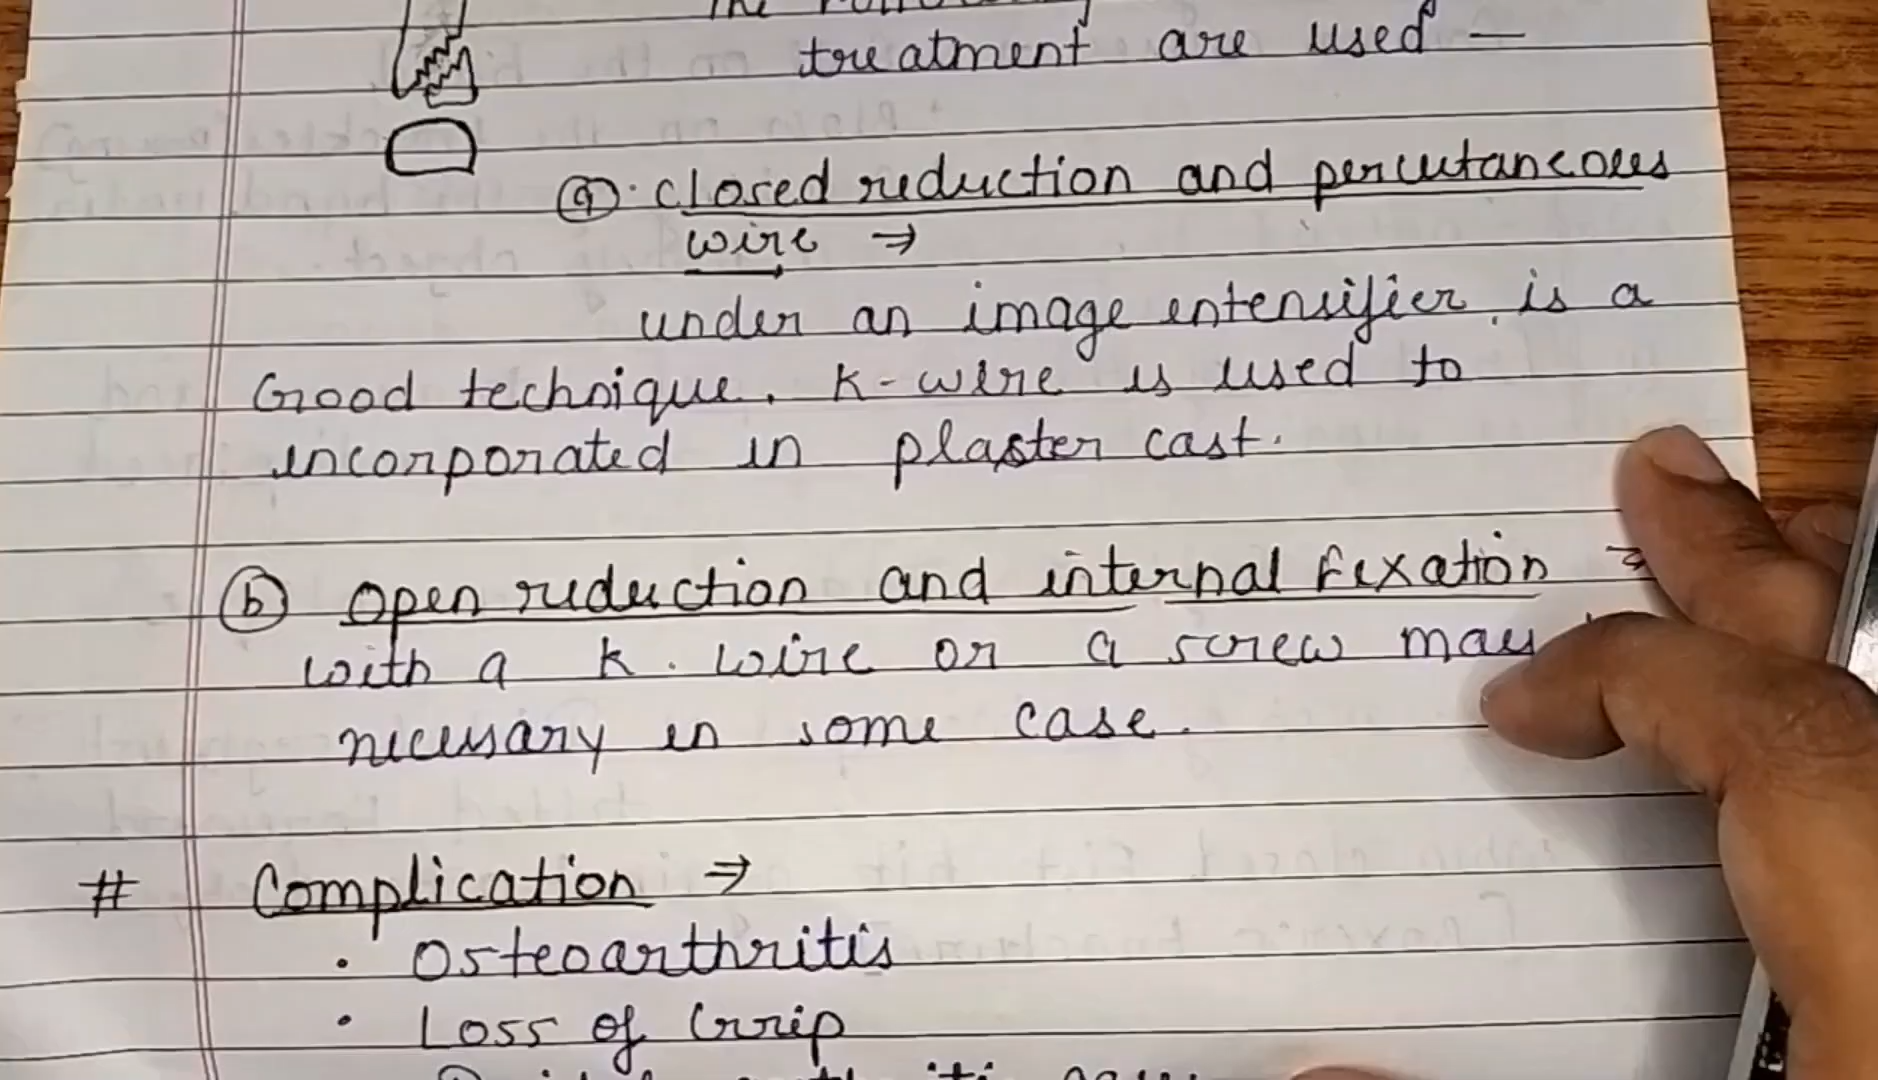 treatment are used —
(a). closed reduction and percutaneous
wire ⇒
under an image entensifier, is a
Good technique. K-wire is used to
incorporated in plaster cast.
(b) Open reduction and internal fixation ⇒
with a K. wire or a screw may
necessary in some case.
# Complication ⇒
· Osteoarthritis
· Loss of Grip